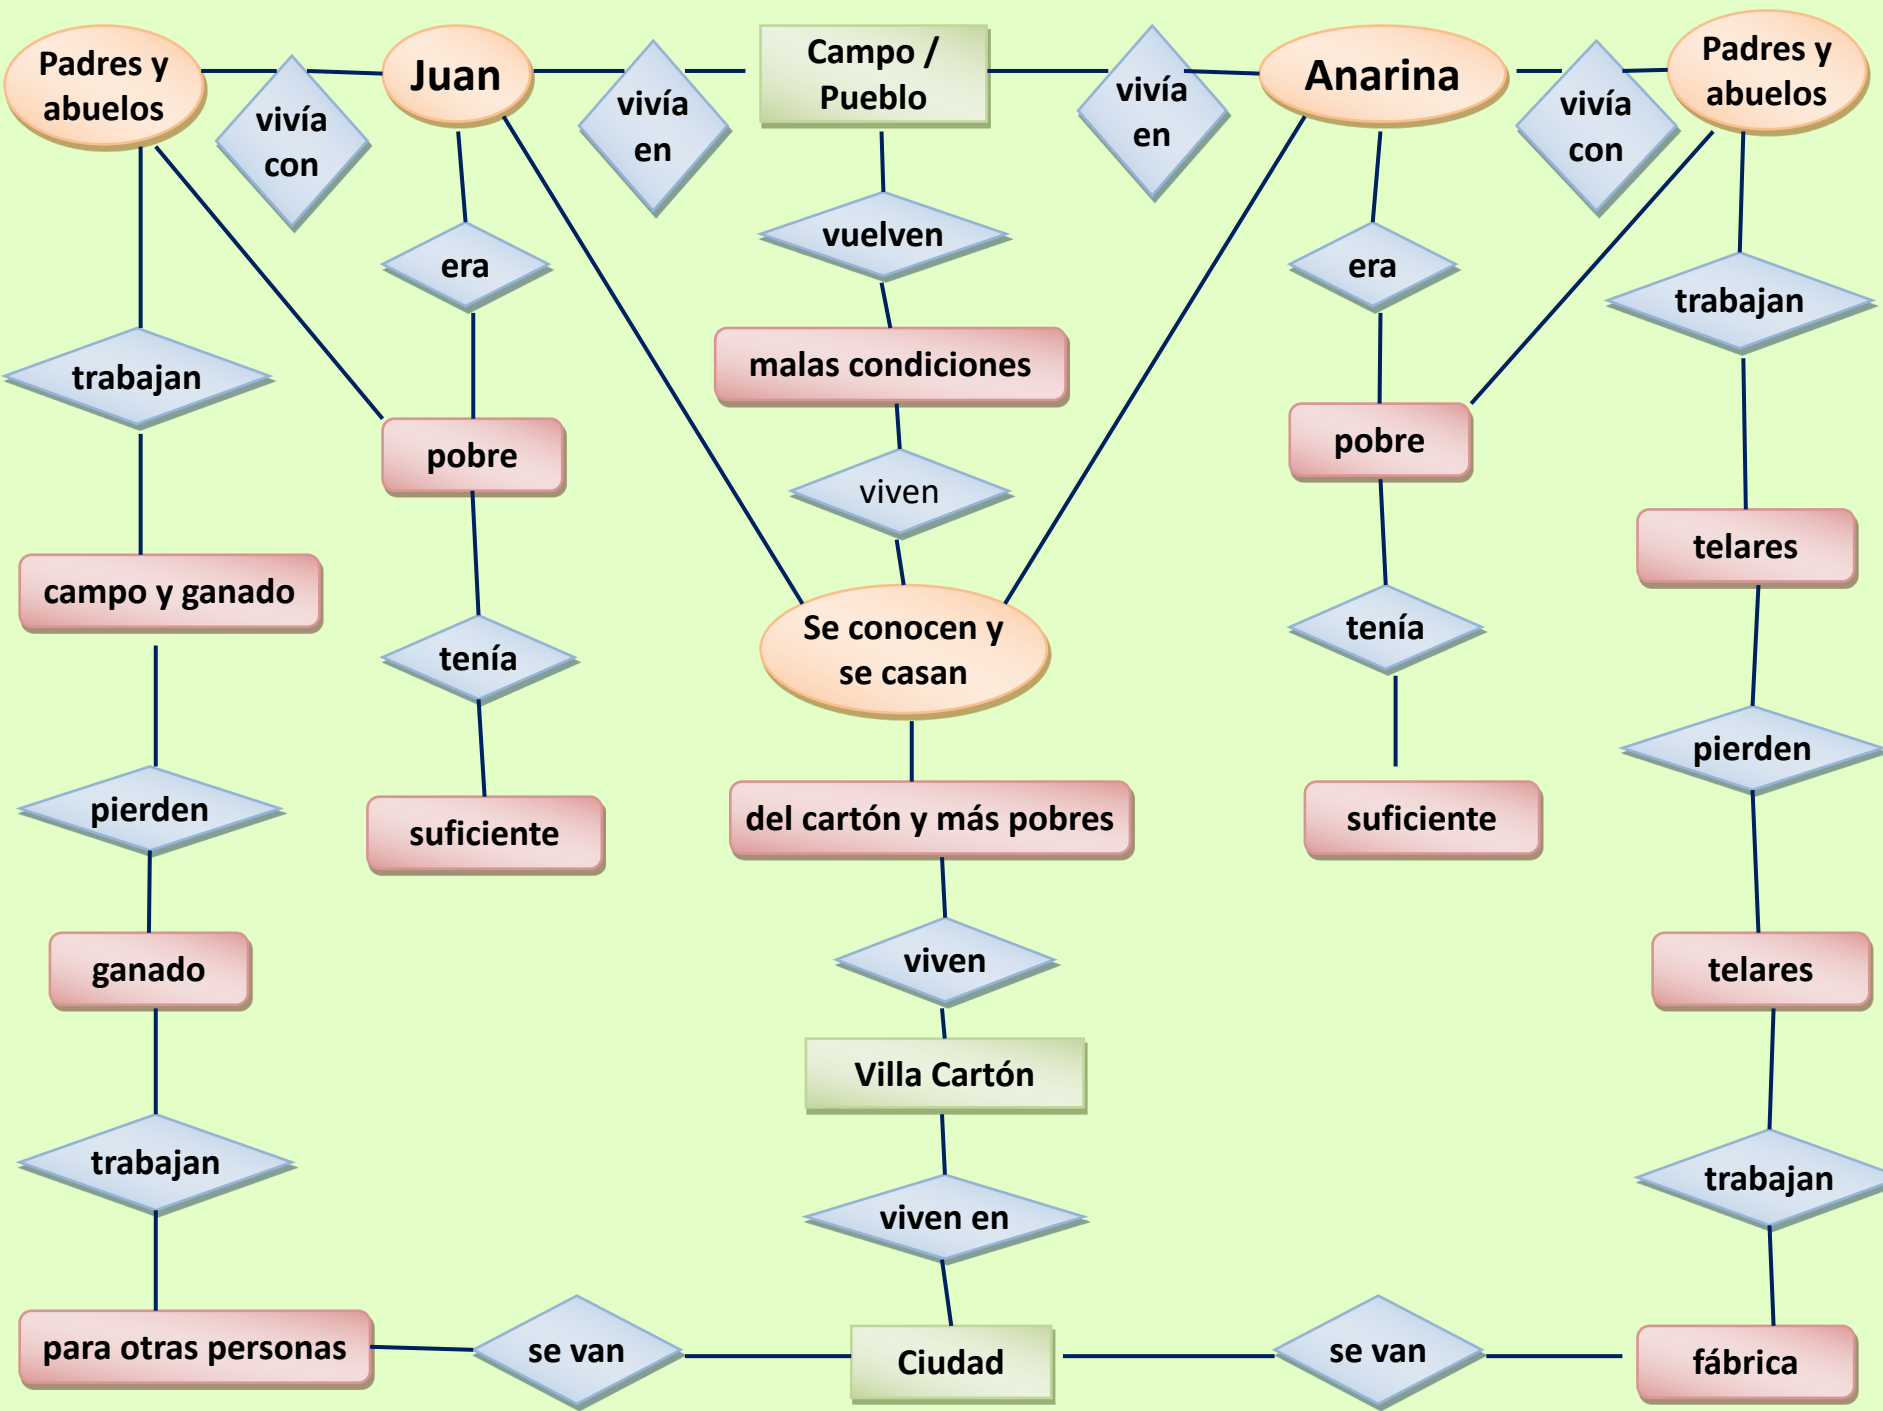 Padres y
abuelos
vivía
con
Juan
vivía
en
Campo /
Pueblo
vivía
en
Anarina
vivía
con
Padres y
abuelos
era
vuelven
era
trabajan
trabajan
malas condiciones
pobre
viven
pobre
campo y ganado
telares
tenía
Se conocen y
se casan
tenía
pierden
suficiente
del cartón y más pobres
suficiente
pierden
ganado
viven
telares
Villa Cartón
trabajan
viven en
trabajan
para otras personas
se van
Ciudad
se van
fábrica